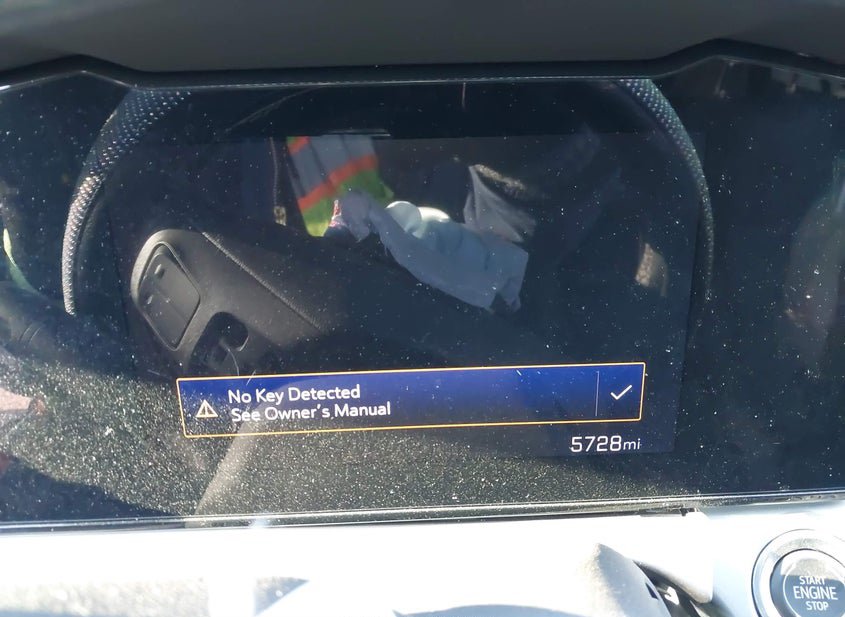 No Key Detected
See Owner's Manual
5728mi
START
ENGINE
STOP